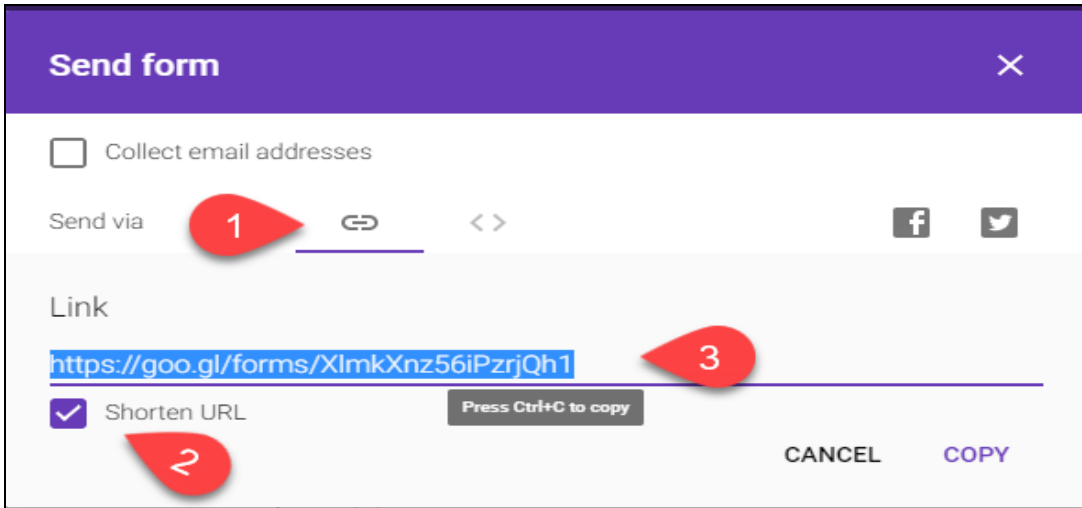 Send form
Collect email addresses
Send via 1 < >
Link
https://goo.gl/forms/XlmkXnz56iPzrjQh1 3
Shorten URL Press Ctrl+C to copy
2
CANCEL COPY